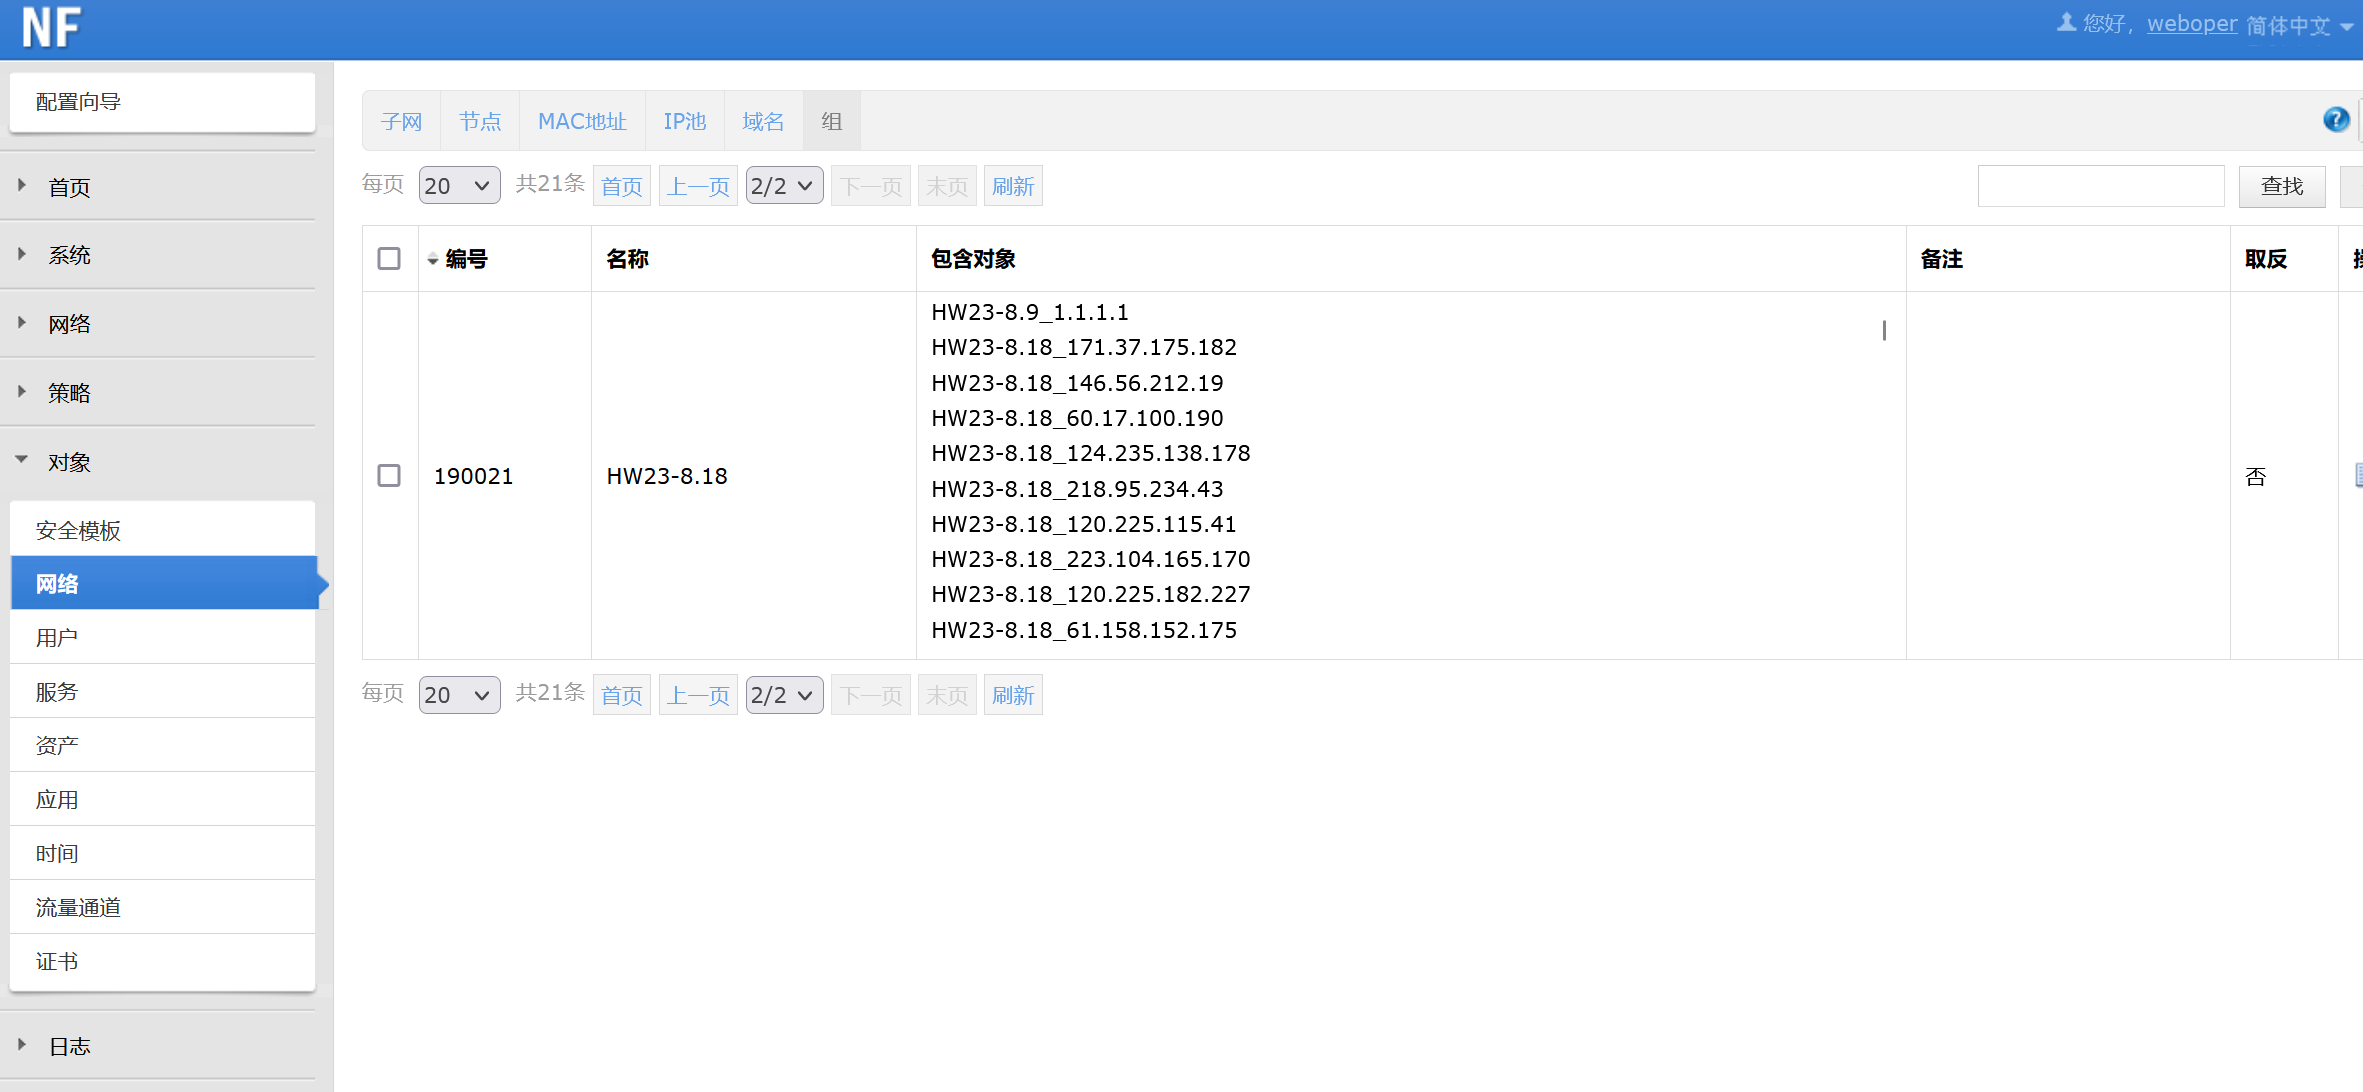 NF
您好，weboper 简体中文
配置向导
首页
系统
网络
策略
对象
安全模板
网络
用户
服务
资产
应用
时间
流量通道
证书
日志
子网 节点 MAC地址 IP池 域名 组
每页 20 共21条 首页 上一页 2/2 下一页 末页 刷新 查找
编号 名称 包含对象 备注 取反
190021 HW23-8.18 否
HW23-8.9_1.1.1.1
HW23-8.18_171.37.175.182
HW23-8.18_146.56.212.19
HW23-8.18_60.17.100.190
HW23-8.18_124.235.138.178
HW23-8.18_218.95.234.43
HW23-8.18_120.225.115.41
HW23-8.18_223.104.165.170
HW23-8.18_120.225.182.227
HW23-8.18_61.158.152.175
每页 20 共21条 首页 上一页 2/2 下一页 末页 刷新